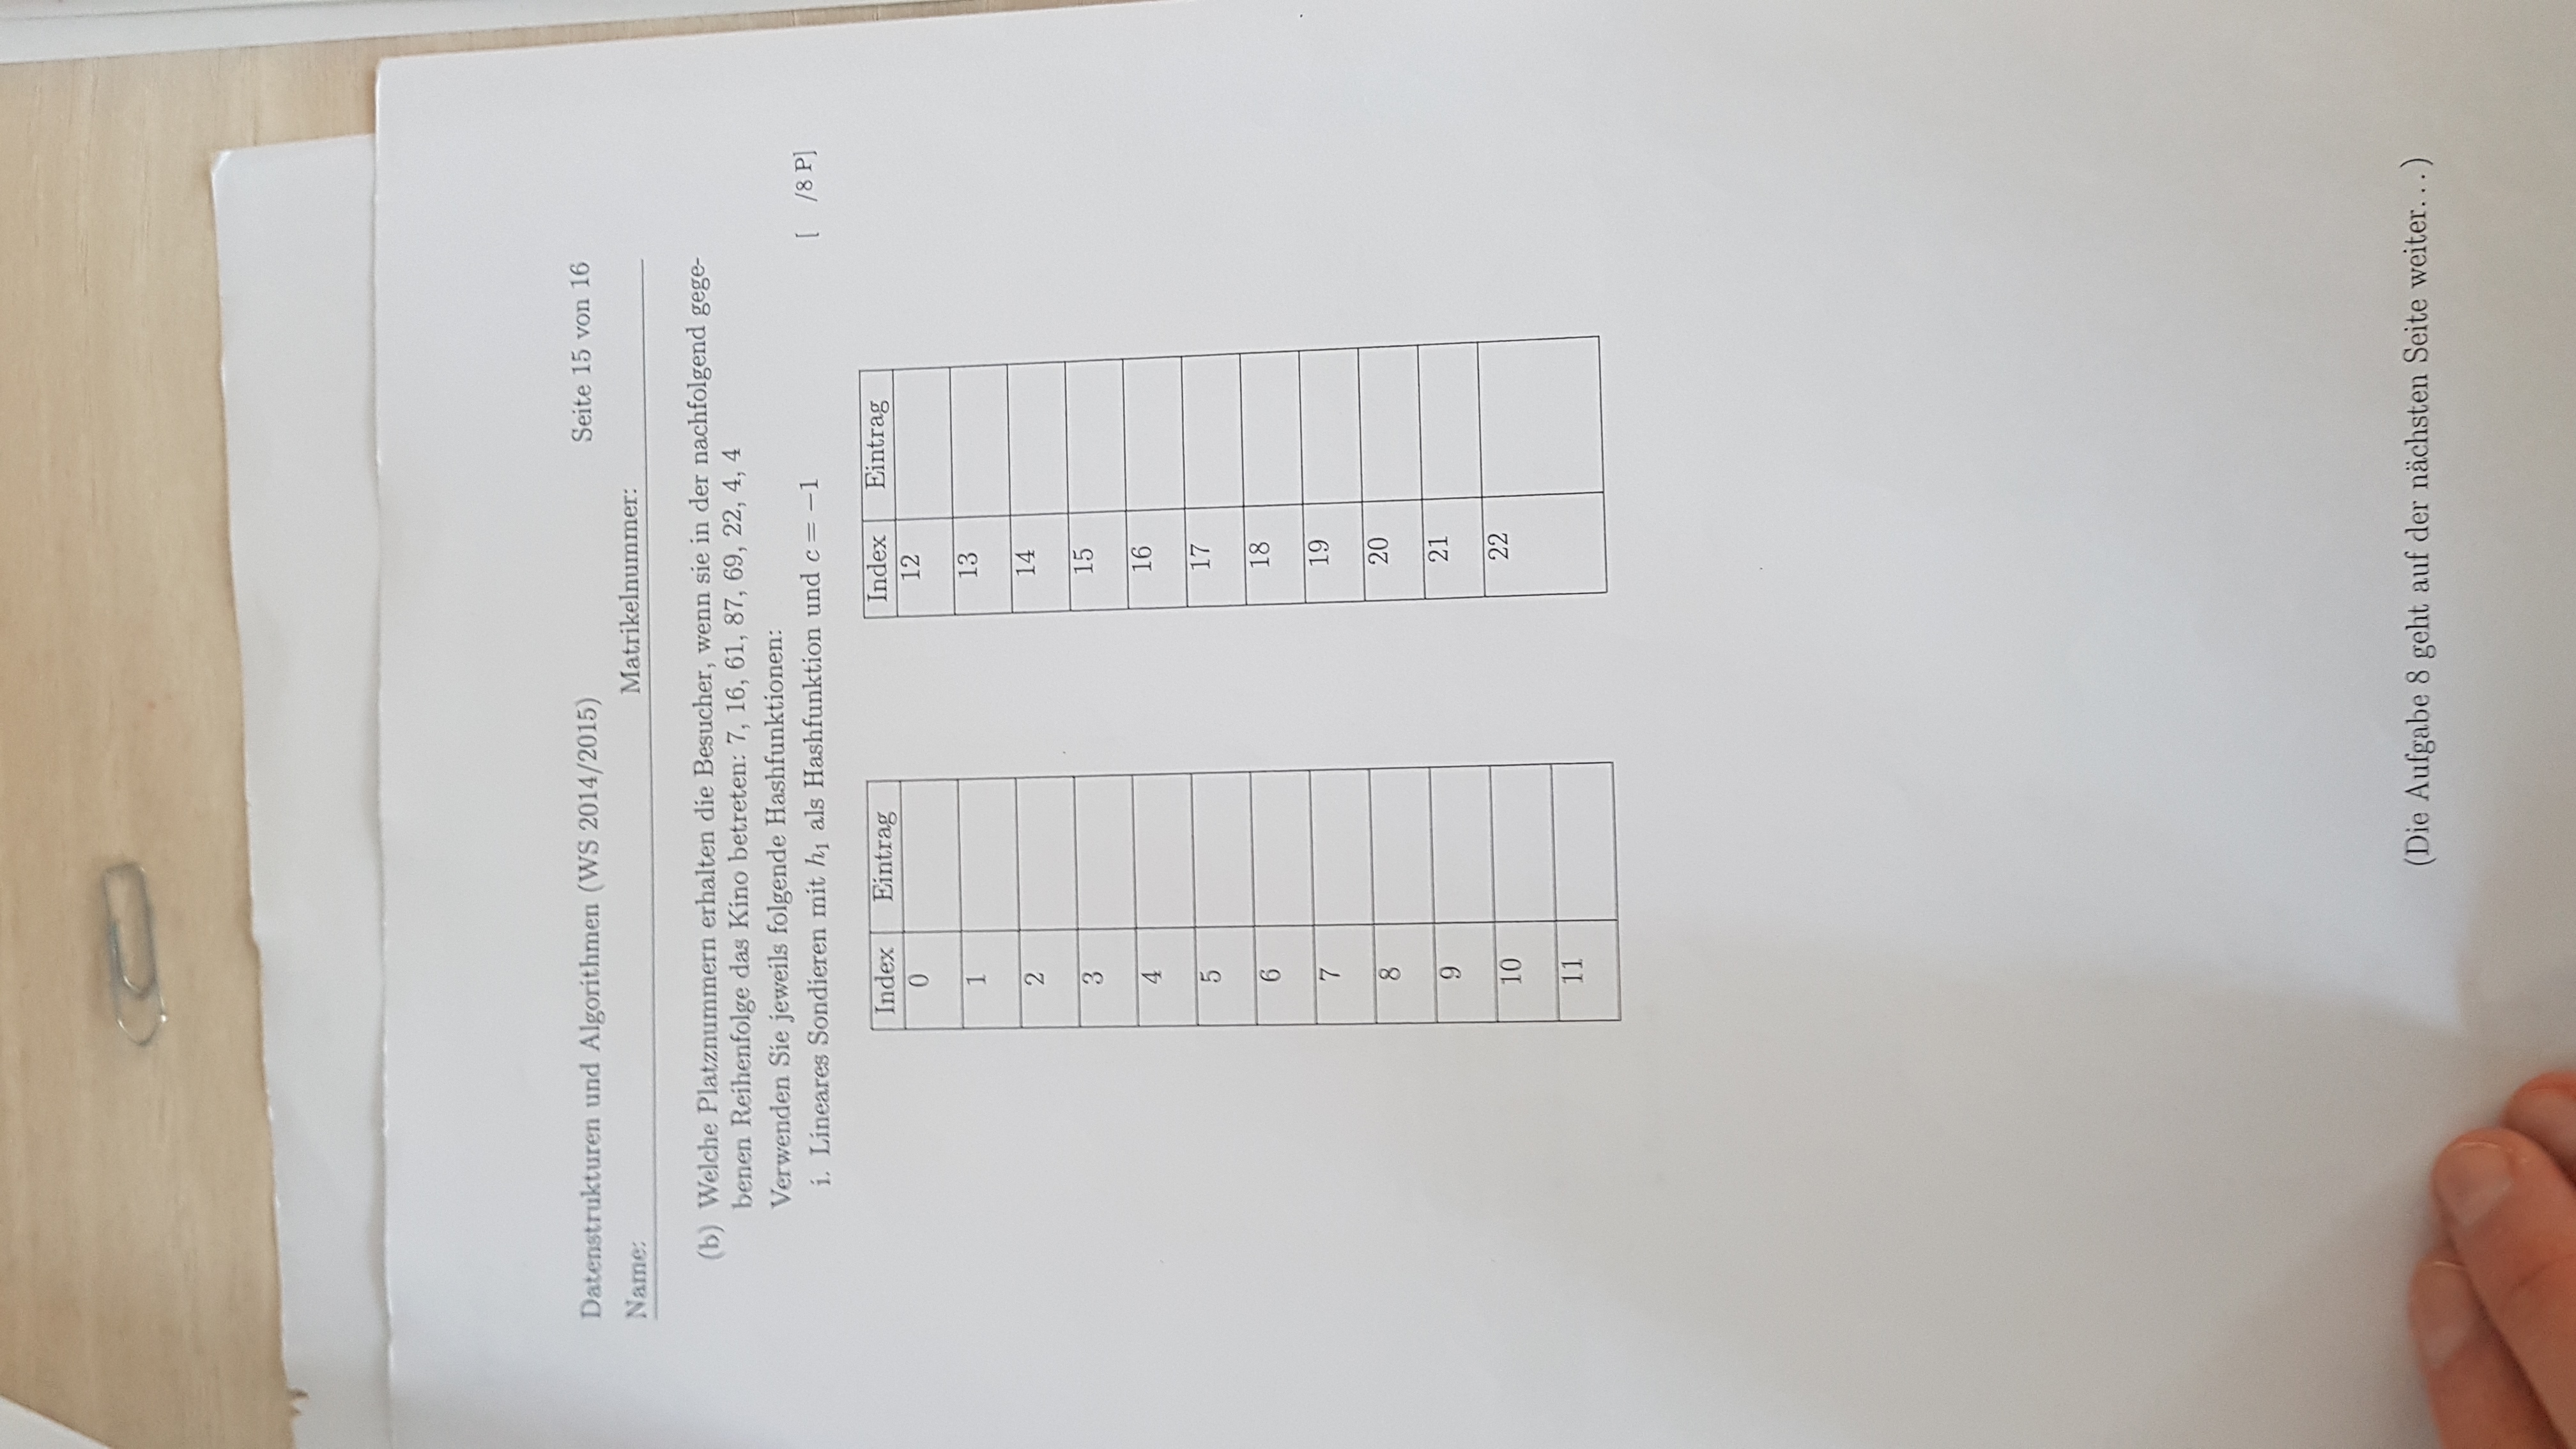 Datenstrukturen und Algorithmen (WS 2014/2015) Seite 15 von 16
Name: Matrikelnummer:
(b) Welche Platznummern erhalten die Besucher, wenn sie in der nachfolgend gege-
benen Reihenfolge das Kino betreten: 7, 16, 61, 87, 69, 22, 4, 4
Verwenden Sie jeweils folgende Hashfunktionen:
i. Lineares Sondieren mit h₁ als Hashfunktion und c = −1 [ /8 P]
Index Eintrag
0
1
2
3
4
5
6
7
8
9
10
11
Index Eintrag
12
13
14
15
16
17
18
19
20
21
22
(Die Aufgabe 8 geht auf der nächsten Seite weiter...)